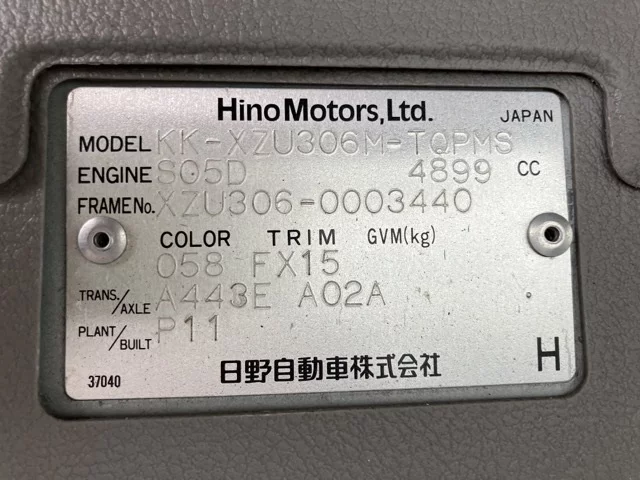 Hino Motors, Ltd. JAPAN
MODEL KK-XZU306M-TQPMS
ENGINE S05D 4899 CC
FRAME No. XZU306-0003440
COLOR TRIM GVM(kg)
058 FX15
TRANS./AXLE A443E A02A
PLANT/BUILT P11
37040 日野自動車株式会社 H